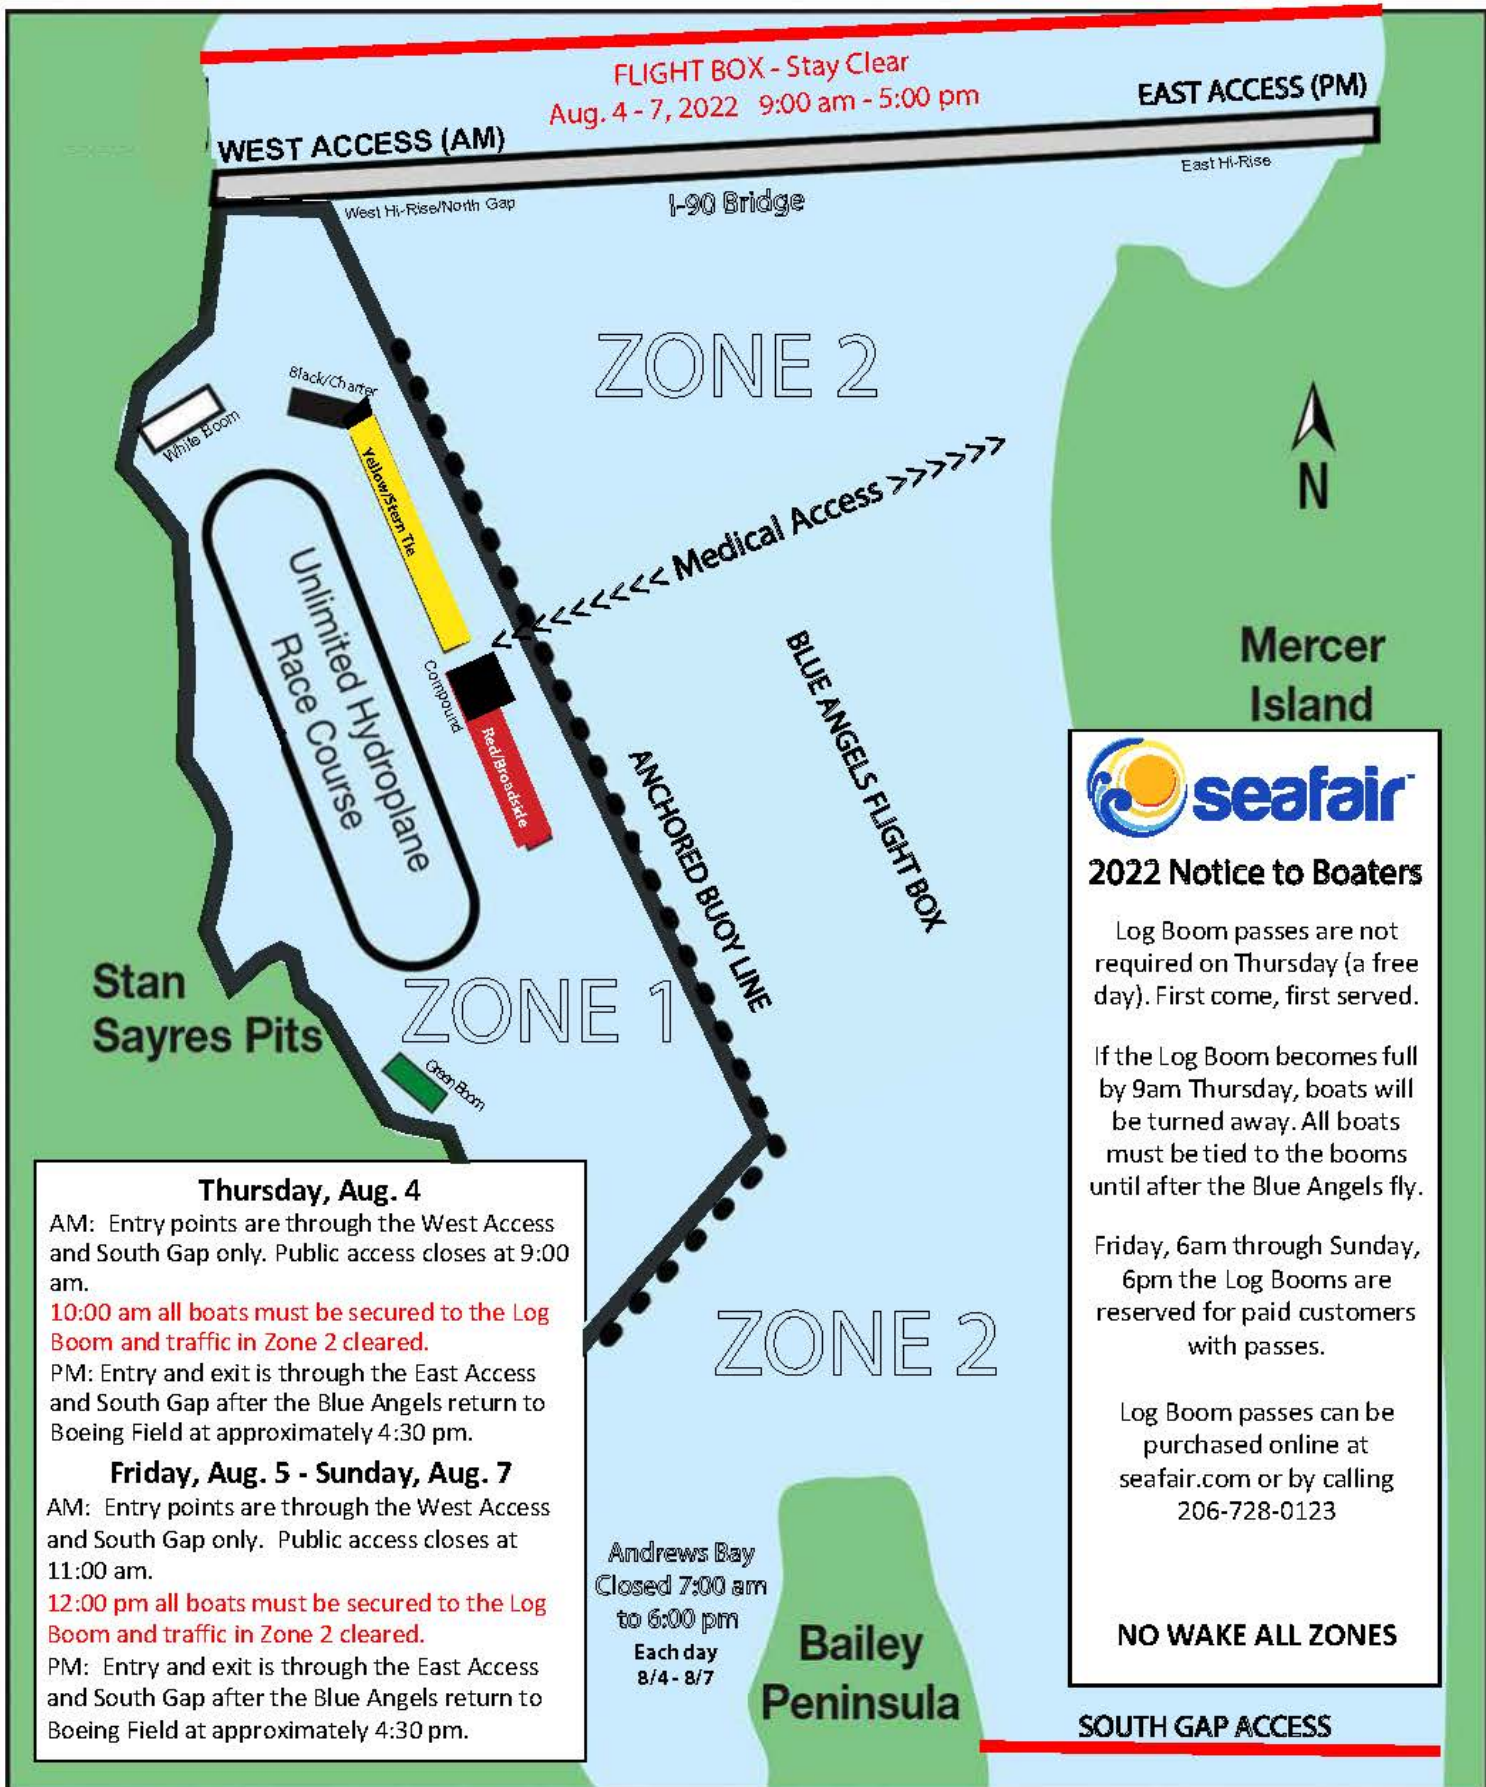 FLIGHT BOX - Stay Clear
Aug. 4 - 7, 2022 9:00 am - 5:00 pm
WEST ACCESS (AM)
EAST ACCESS (PM)
West Hi-Rise/North Gap
I-90 Bridge
East Hi-Rise
ZONE 2
Black/Charter
White Boom
Yellow/Stern Tie
<<<<<<<< Medical Access >>>>>>>
N
Unlimited Hydroplane
Race Course
Compound
Red/Broadside
ANCHORED BUOY LINE
BLUE ANGELS FLIGHT BOX
Mercer
Island
Stan
Sayres Pits
ZONE 1
Green Boom
seafair™
2022 Notice to Boaters
Log Boom passes are not
required on Thursday (a free
day). First come, first served.
If the Log Boom becomes full
by 9am Thursday, boats will
be turned away. All boats
must be tied to the booms
until after the Blue Angels fly.
Friday, 6am through Sunday,
6pm the Log Booms are
reserved for paid customers
with passes.
Log Boom passes can be
purchased online at
seafair.com or by calling
206-728-0123
NO WAKE ALL ZONES
Thursday, Aug. 4
AM: Entry points are through the West Access
and South Gap only. Public access closes at 9:00
am.
10:00 am all boats must be secured to the Log
Boom and traffic in Zone 2 cleared.
PM: Entry and exit is through the East Access
and South Gap after the Blue Angels return to
Boeing Field at approximately 4:30 pm.
Friday, Aug. 5 - Sunday, Aug. 7
AM: Entry points are through the West Access
and South Gap only. Public access closes at
11:00 am.
12:00 pm all boats must be secured to the Log
Boom and traffic in Zone 2 cleared.
PM: Entry and exit is through the East Access
and South Gap after the Blue Angels return to
Boeing Field at approximately 4:30 pm.
ZONE 2
Andrews Bay
Closed 7:00 am
to 6:00 pm
Each day
8/4 - 8/7
Bailey
Peninsula
SOUTH GAP ACCESS